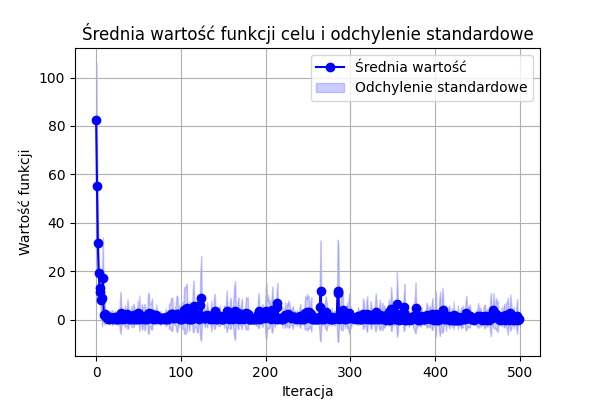 Średnia wartość funkcji celu i odchylenie standardowe
Średnia wartość
Odchylenie standardowe
Wartość funkcji
100
80
60
40
20
0
0 100 200 300 400 500
Iteracja